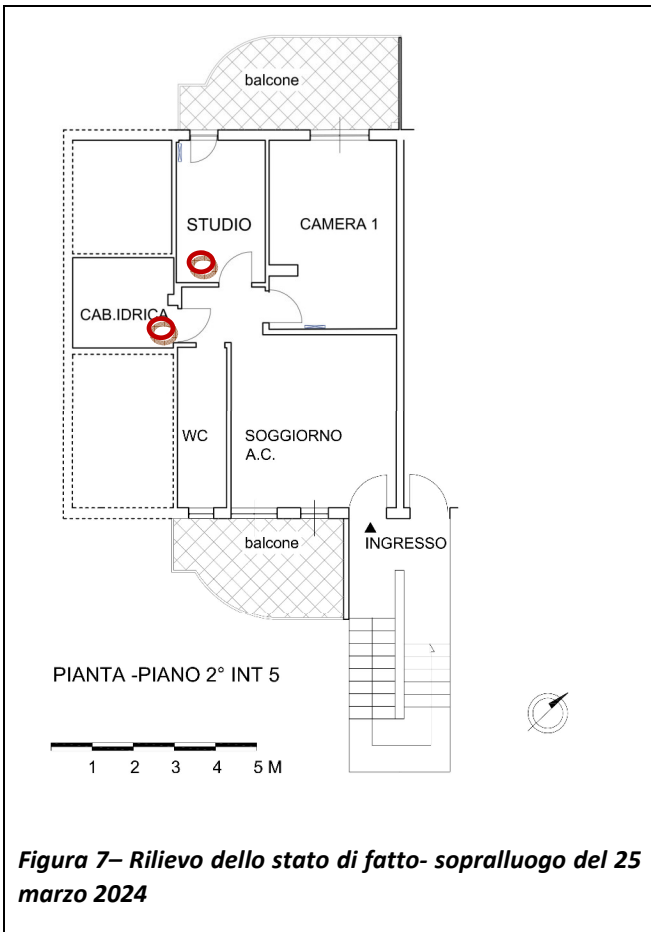 balcone
STUDIO
CAMERA 1
CAB.IDRICA
WC
SOGGIORNO
A.C.
balcone
INGRESSO
PIANTA -PIANO 2° INT 5
1 2 3 4 5 M
Figura 7– Rilievo dello stato di fatto- sopralluogo del 25
marzo 2024